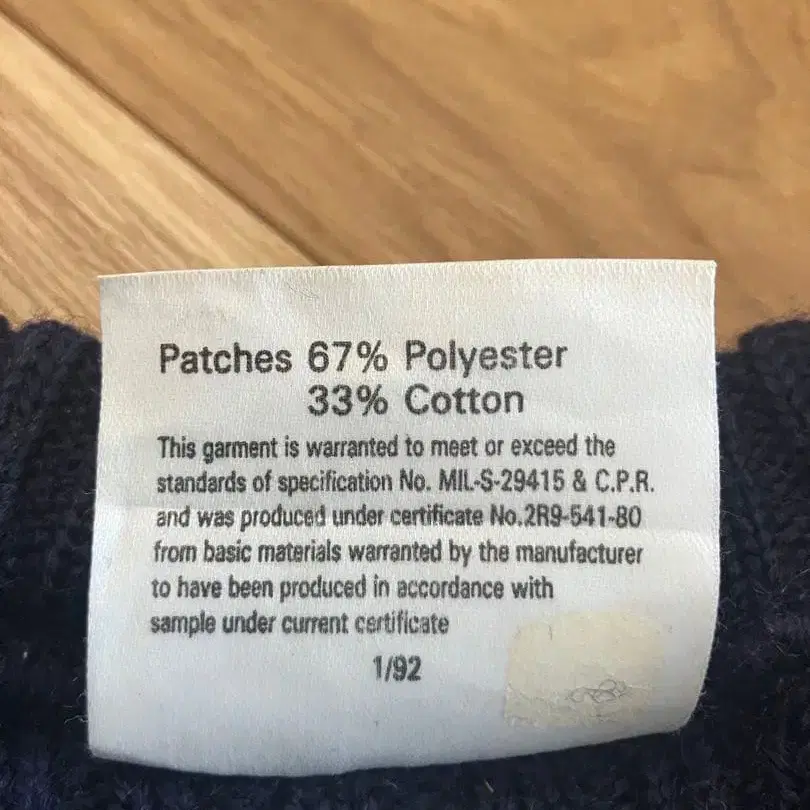 Patches 67% Polyester
33% Cotton
This garment is warranted to meet or exceed the
standards of specification No. MIL-S-29415 & C.P.R.
and was produced under certificate No.2R9-541-80
from basic materials warranted by the manufacturer
to have been produced in accordance with
sample under current certificate
1/92